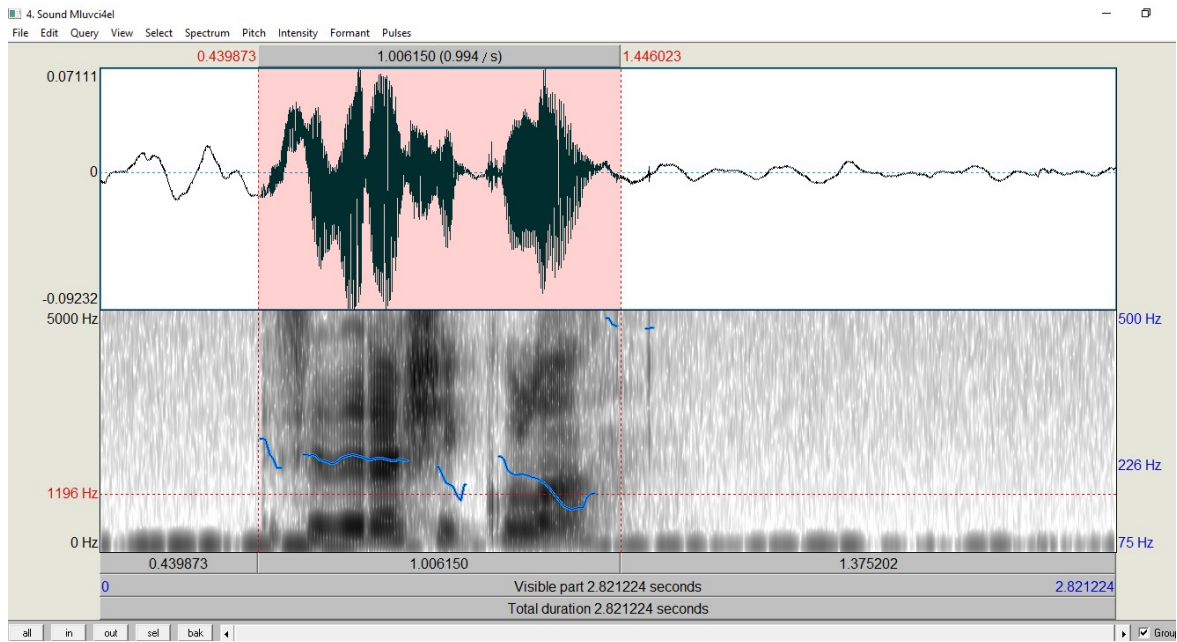 4. Sound Mluvci4el
File Edit Query View Select Spectrum Pitch Intensity Formant Pulses
0.439873 1.006150 (0.994 / s) 1.446023
0.07111
0
-0.09232
5000 Hz 500 Hz
226 Hz
1196 Hz
0 Hz 75 Hz
0.439873 1.006150 1.375202
0 Visible part 2.821224 seconds 2.821224
Total duration 2.821224 seconds
all in out sel bak Group